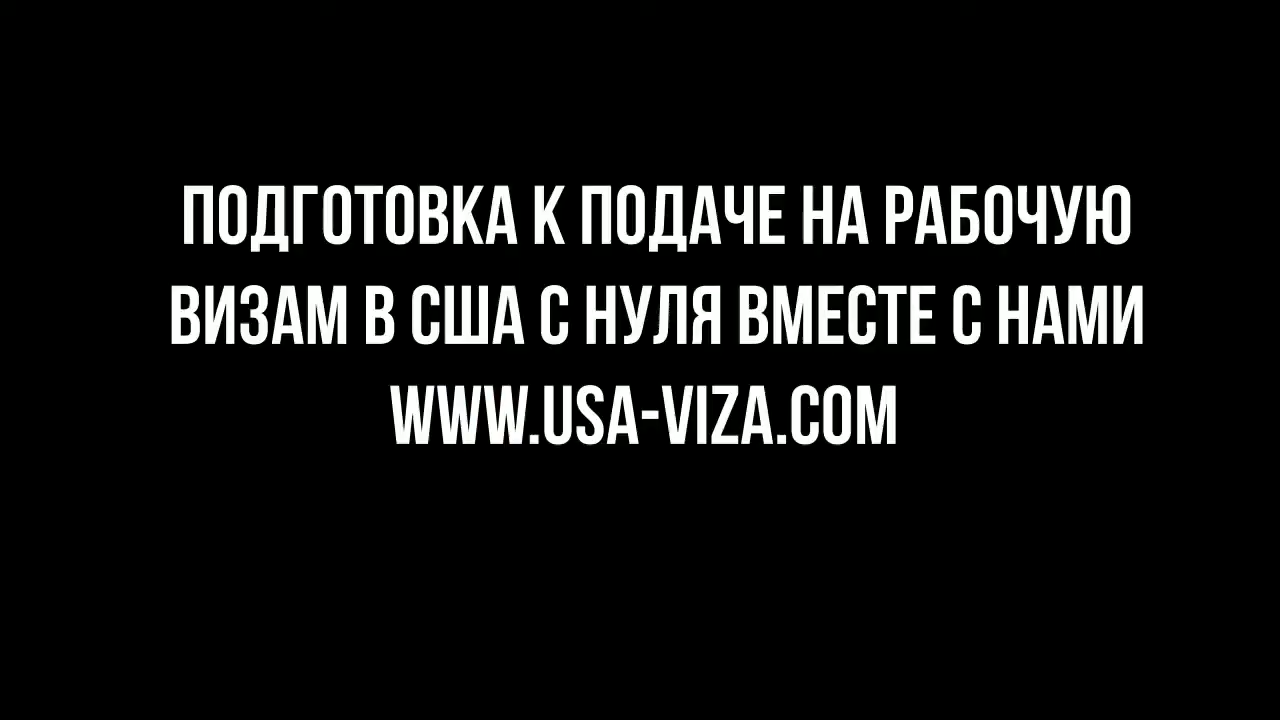 ПОДГОТОВКА К ПОДАЧЕ НА РАБОЧУЮ
ВИЗАМ В США С НУЛЯ ВМЕСТЕ С НАМИ
WWW.USA-VIZA.COM